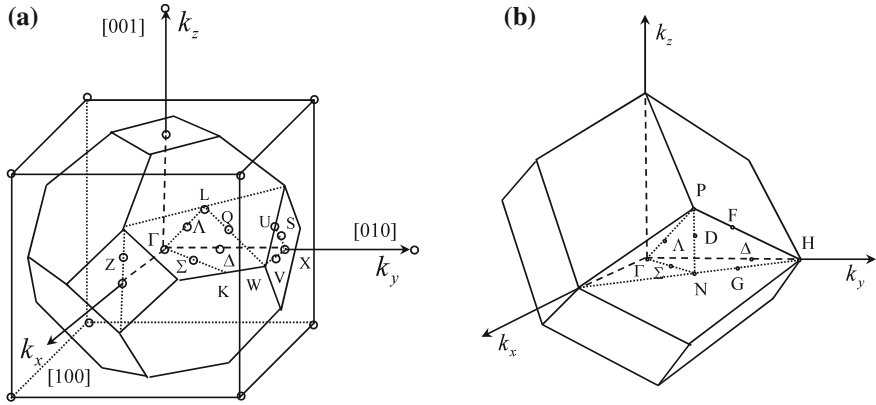 (a)
[001]
k_z
L
Λ
Q
U
S
Γ
[010]
Z
Σ
Δ
X
k_y
K
W
V
k_x
[100]
(b)
k_z
P
F
Λ
D
H
Γ
Σ
Δ
k_y
N
G
k_x